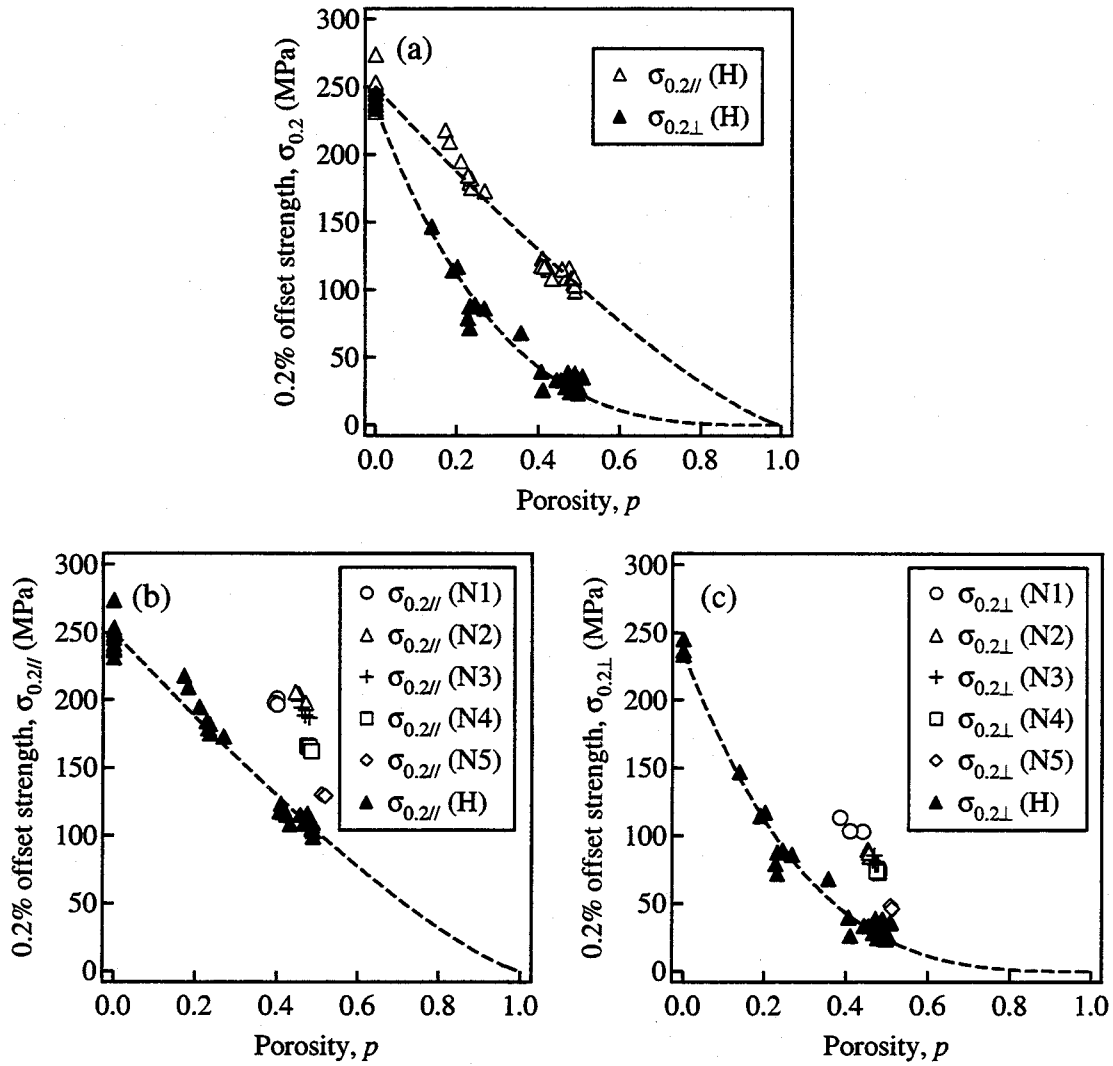 (a)
△ σ0.2// (H)
▲ σ0.2⊥ (H)
0.2% offset strength, σ0.2 (MPa)
300
250
200
150
100
50
0
0.0 0.2 0.4 0.6 0.8 1.0
Porosity, p
(b)
○ σ0.2// (N1)
△ σ0.2// (N2)
+ σ0.2// (N3)
□ σ0.2// (N4)
◇ σ0.2// (N5)
▲ σ0.2// (H)
0.2% offset strength, σ0.2// (MPa)
300
250
200
150
100
50
0
0.0 0.2 0.4 0.6 0.8 1.0
Porosity, p
(c)
○ σ0.2⊥ (N1)
△ σ0.2⊥ (N2)
+ σ0.2⊥ (N3)
□ σ0.2⊥ (N4)
◇ σ0.2⊥ (N5)
▲ σ0.2⊥ (H)
0.2% offset strength, σ0.2⊥ (MPa)
300
250
200
150
100
50
0
0.0 0.2 0.4 0.6 0.8 1.0
Porosity, p